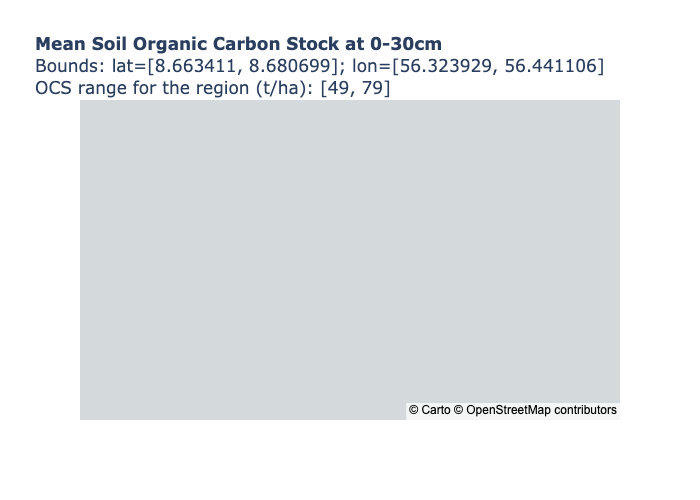 Mean Soil Organic Carbon Stock at 0-30cm
Bounds: lat=[8.663411, 8.680699]; lon=[56.323929, 56.441106]
OCS range for the region (t/ha): [49, 79]
© Carto © OpenStreetMap contributors